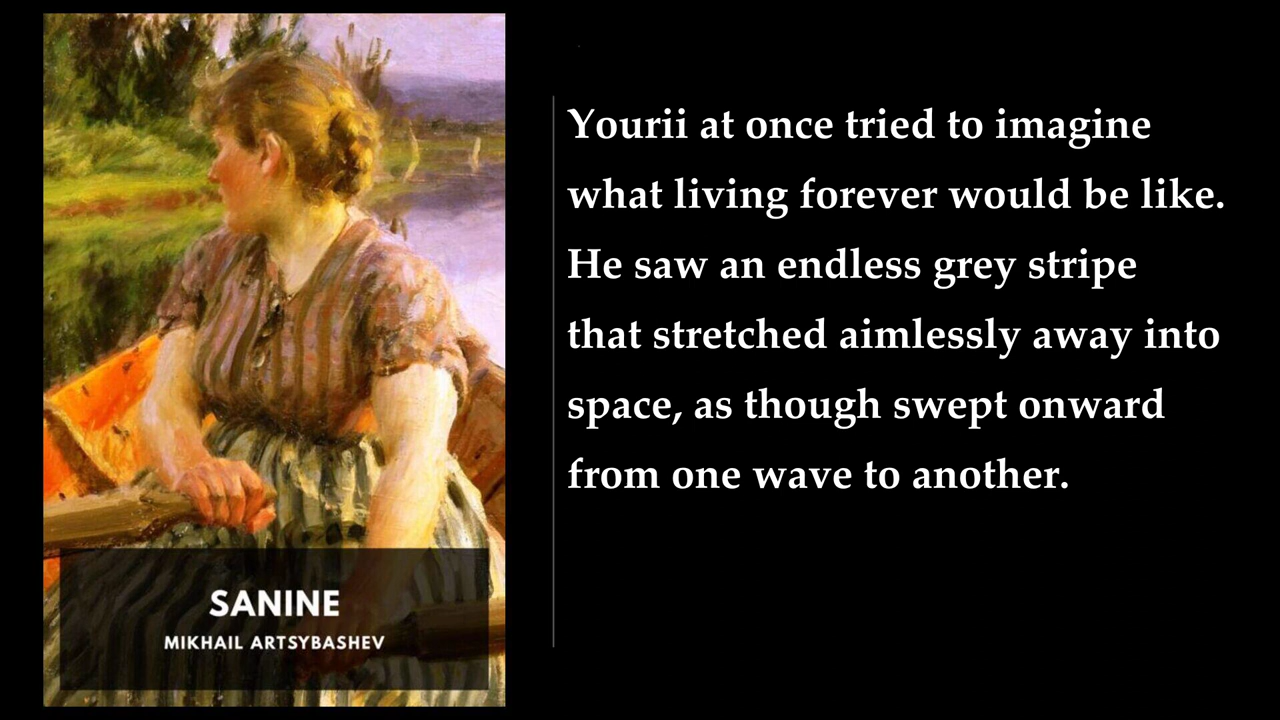 SANINE
MIKHAIL ARTSYBASHEV
Yourii at once tried to imagine
what living forever would be like.
He saw an endless grey stripe
that stretched aimlessly away into
space, as though swept onward
from one wave to another.